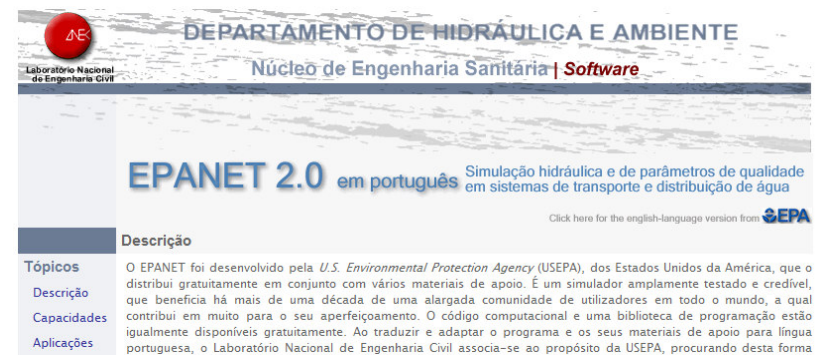 DEPARTAMENTO DE HIDRÁULICA E AMBIENTE
LNEC
Laboratório Nacional
de Engenharia Civil
Núcleo de Engenharia Sanitária | Software
EPANET 2.0 em português
Simulação hidráulica e de parâmetros de qualidade
em sistemas de transporte e distribuição de água
Click here for the english-language version from EPA
Descrição
Tópicos
Descrição
Capacidades
Aplicações
O EPANET foi desenvolvido pela U.S. Environmental Protection Agency (USEPA), dos Estados Unidos da América, que o
distribui gratuitamente em conjunto com vários materiais de apoio. É um simulador amplamente testado e credível,
que beneficia há mais de uma década de uma alargada comunidade de utilizadores em todo o mundo, a qual
contribui em muito para o seu aperfeiçoamento. O código computacional e uma biblioteca de programação estão
igualmente disponíveis gratuitamente. Ao traduzir e adaptar o programa e os seus materiais de apoio para língua
portuguesa, o Laboratório Nacional de Engenharia Civil associa-se ao propósito da USEPA, procurando desta forma